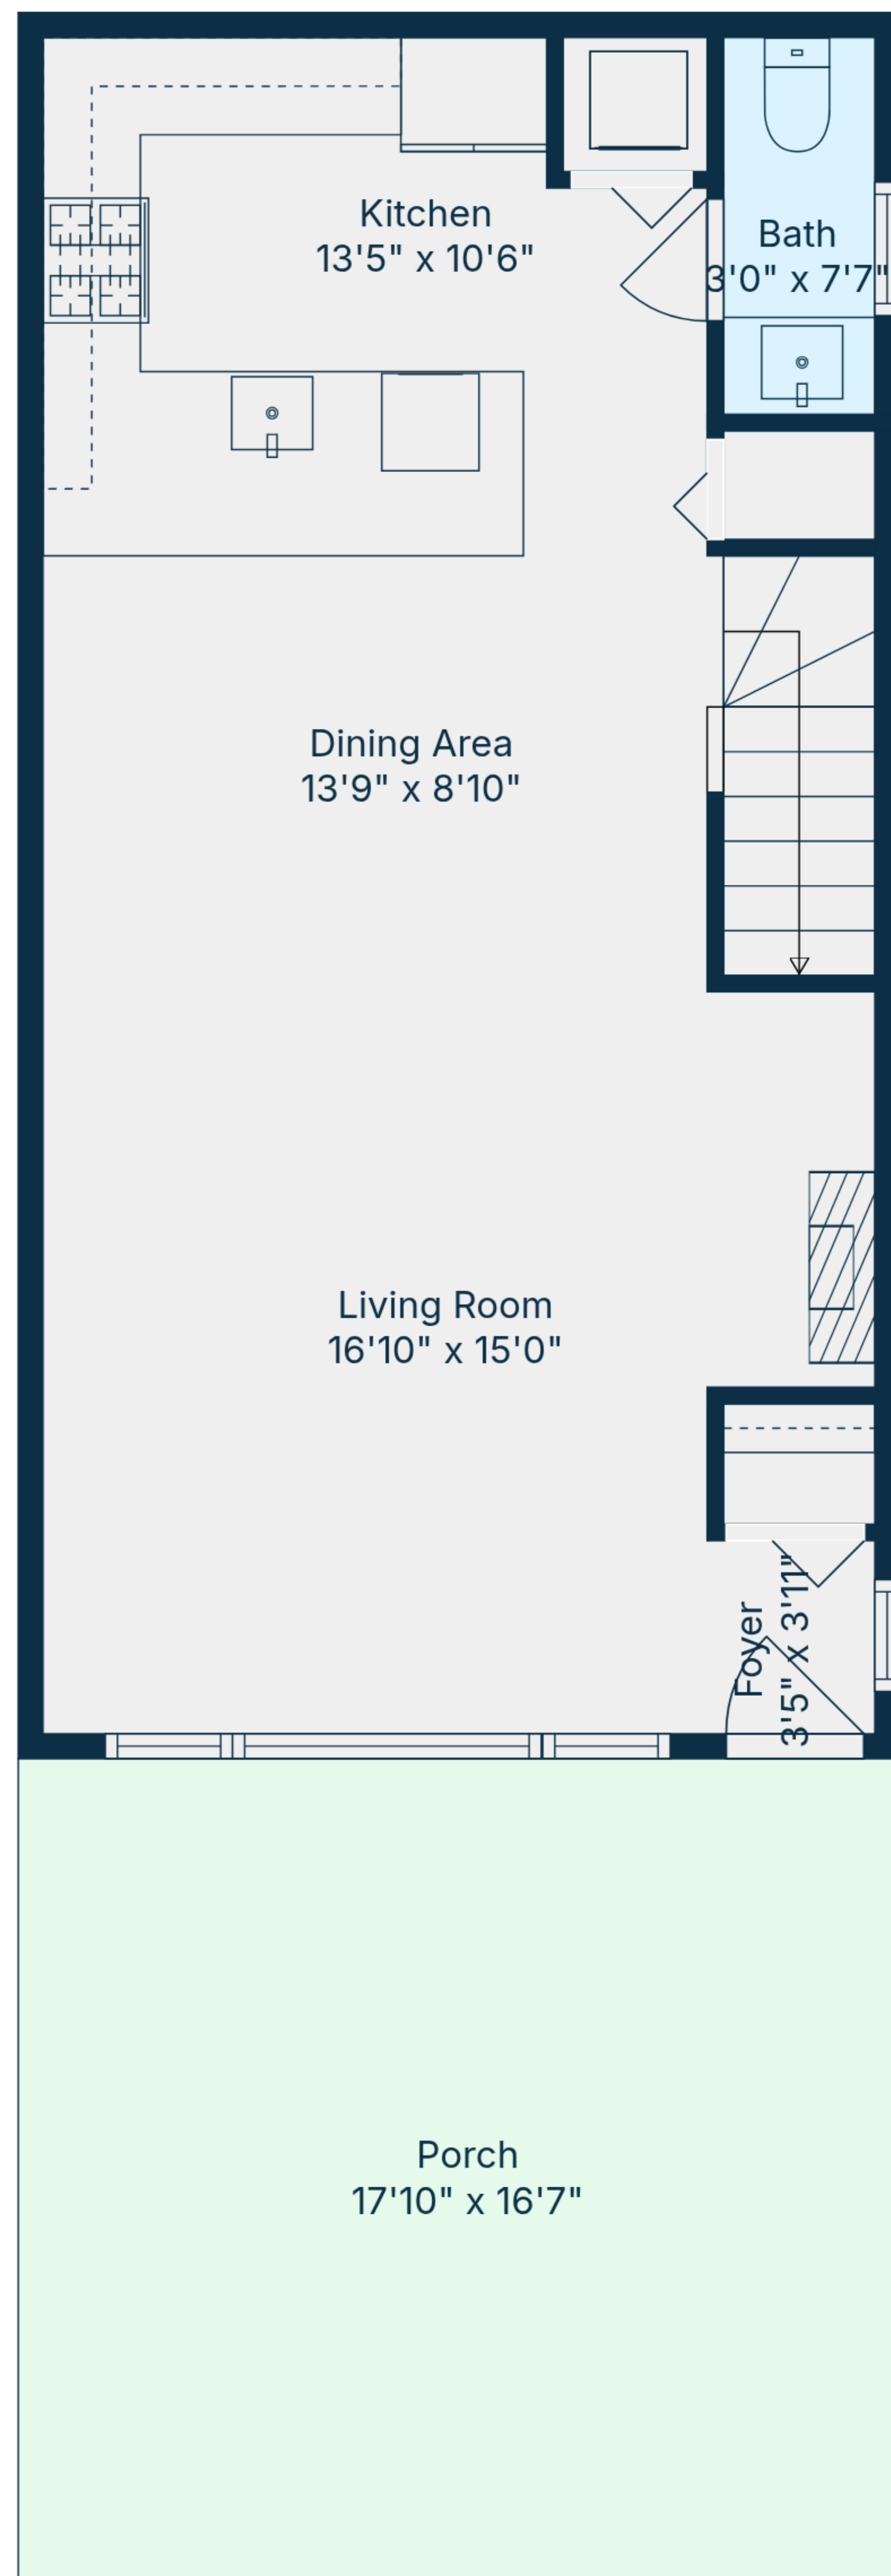 Kitchen
13'5" x 10'6"
Bath
3'0" x 7'7"
Dining Area
13'9" x 8'10"
Living Room
16'10" x 15'0"
Foyer
3'5" x 3'11"
Porch
17'10" x 16'7"